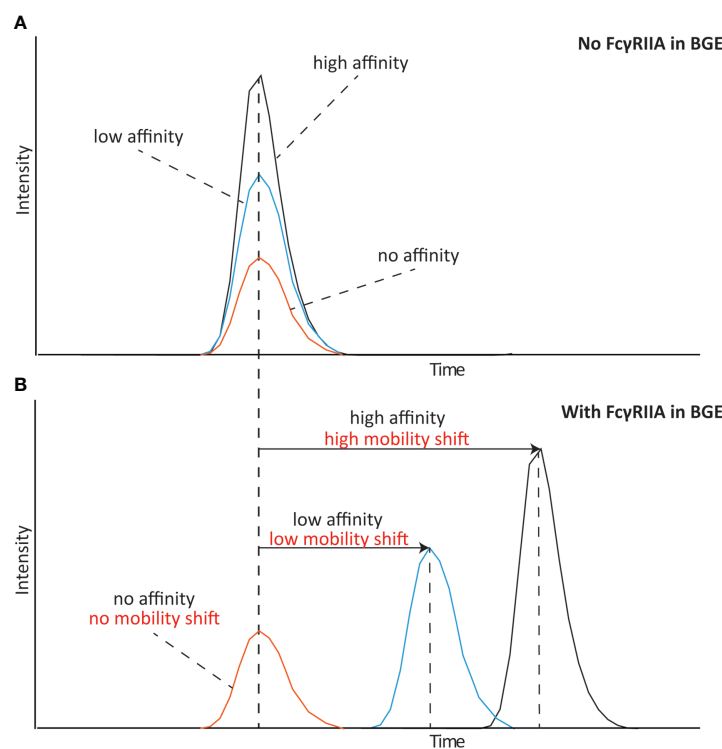 A
No FcγRIIA in BGE
high affinity
low affinity
no affinity
Intensity
Time
B
With FcγRIIA in BGE
high affinity
high mobility shift
low affinity
low mobility shift
no affinity
no mobility shift
Intensity
Time